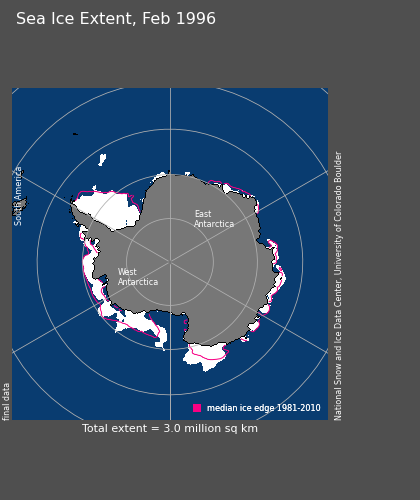 Sea Ice Extent, Feb 1996
South America
East
Antarctica
West
Antarctica
National Snow and Ice Data Center, University of Colorado Boulder
final data
median ice edge 1981-2010
Total extent = 3.0 million sq km